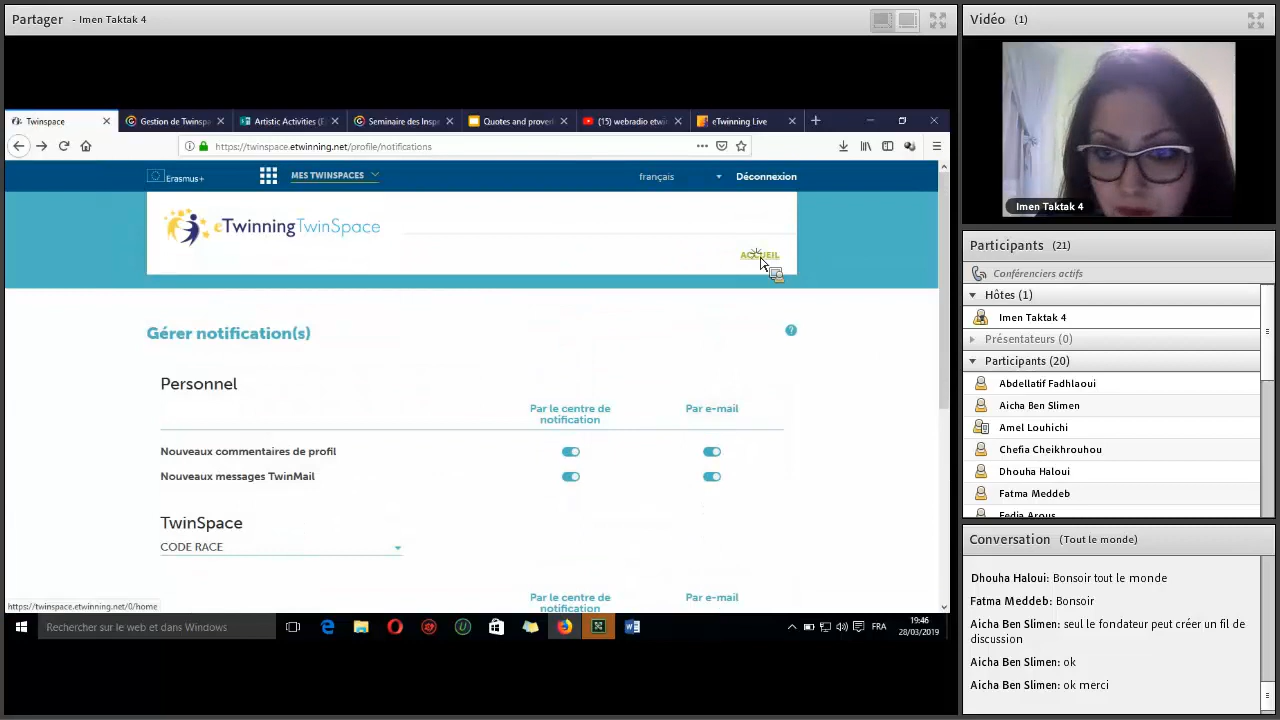 Partager - Imen Taktak 4
Twinspace
Gestion de Twinspa
Artistic Activities (E
Seminaire des Insp
Quotes and proverl
(15) webradio etwin
eTwinning Live
https://twinspace.etwinning.net/profile/notifications
Erasmus+
MES TWINSPACES
français
Déconnexion
eTwinningTwinSpace
ACCUEIL
Gérer notification(s)
?
Personnel
Par le centre de
notification
Par e-mail
Nouveaux commentaires de profil
Nouveaux messages TwinMail
TwinSpace
CODE RACE
Par le centre de
notification
Par e-mail
https://twinspace.etwinning.net/0/home
Rechercher sur le web et dans Windows
FRA
19:46
28/03/2019
Vidéo (1)
Imen Taktak 4
Participants (21)
Conférenciers actifs
Hôtes (1)
Imen Taktak 4
Présentateurs (0)
Participants (20)
Abdellatif Fadhlaoui
Aicha Ben Slimen
Amel Louhichi
Chefia Cheikhrouhou
Dhouha Haloui
Fatma Meddeb
Fedia Arous
Conversation (Tout le monde)
Dhouha Haloui: Bonsoir tout le monde
Fatma Meddeb: Bonsoir
Aicha Ben Slimen: seul le fondateur peut créer un fil de
discussion
Aicha Ben Slimen: ok
Aicha Ben Slimen: ok merci